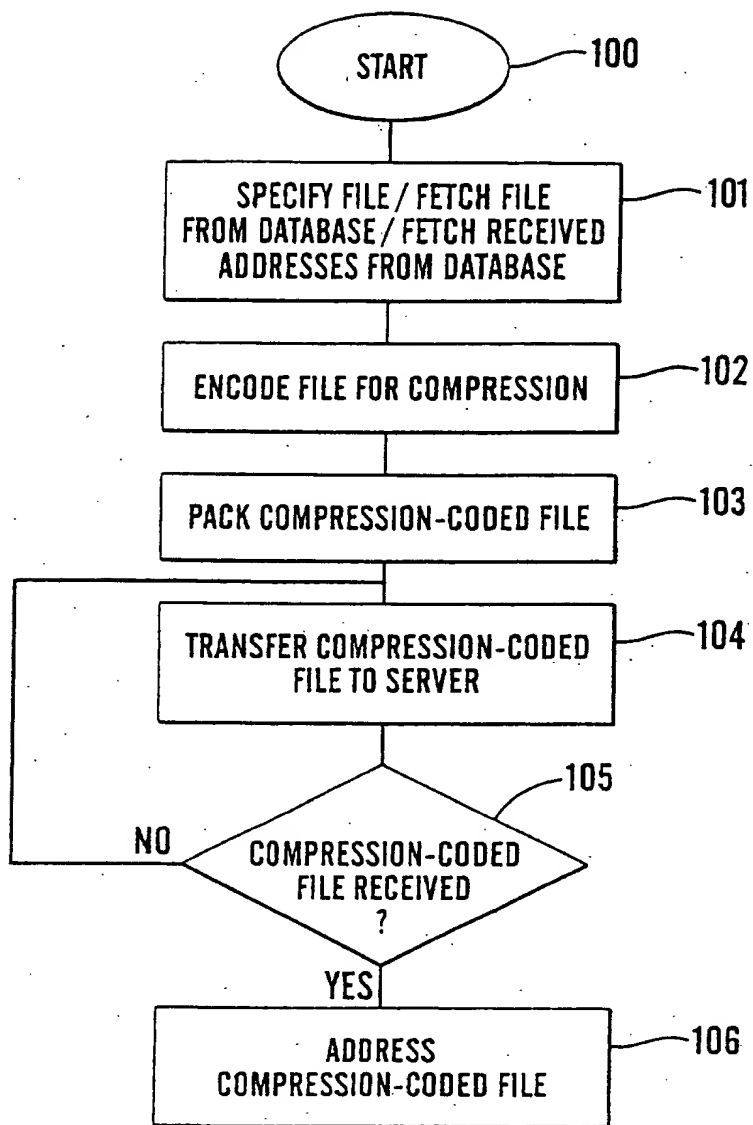 START
100
SPECIFY FILE / FETCH FILE
FROM DATABASE / FETCH RECEIVED
ADDRESSES FROM DATABASE
101
ENCODE FILE FOR COMPRESSION
102
PACK COMPRESSION-CODED FILE
103
TRANSFER COMPRESSION-CODED
FILE TO SERVER
104
105
NO
COMPRESSION-CODED
FILE RECEIVED
?
YES
ADDRESS
COMPRESSION-CODED FILE
106